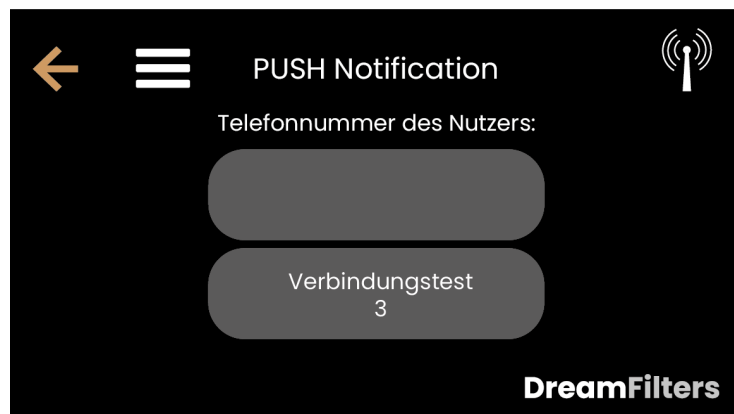 PUSH Notification
Telefonnummer des Nutzers:
Verbindungstest
3
DreamFilters